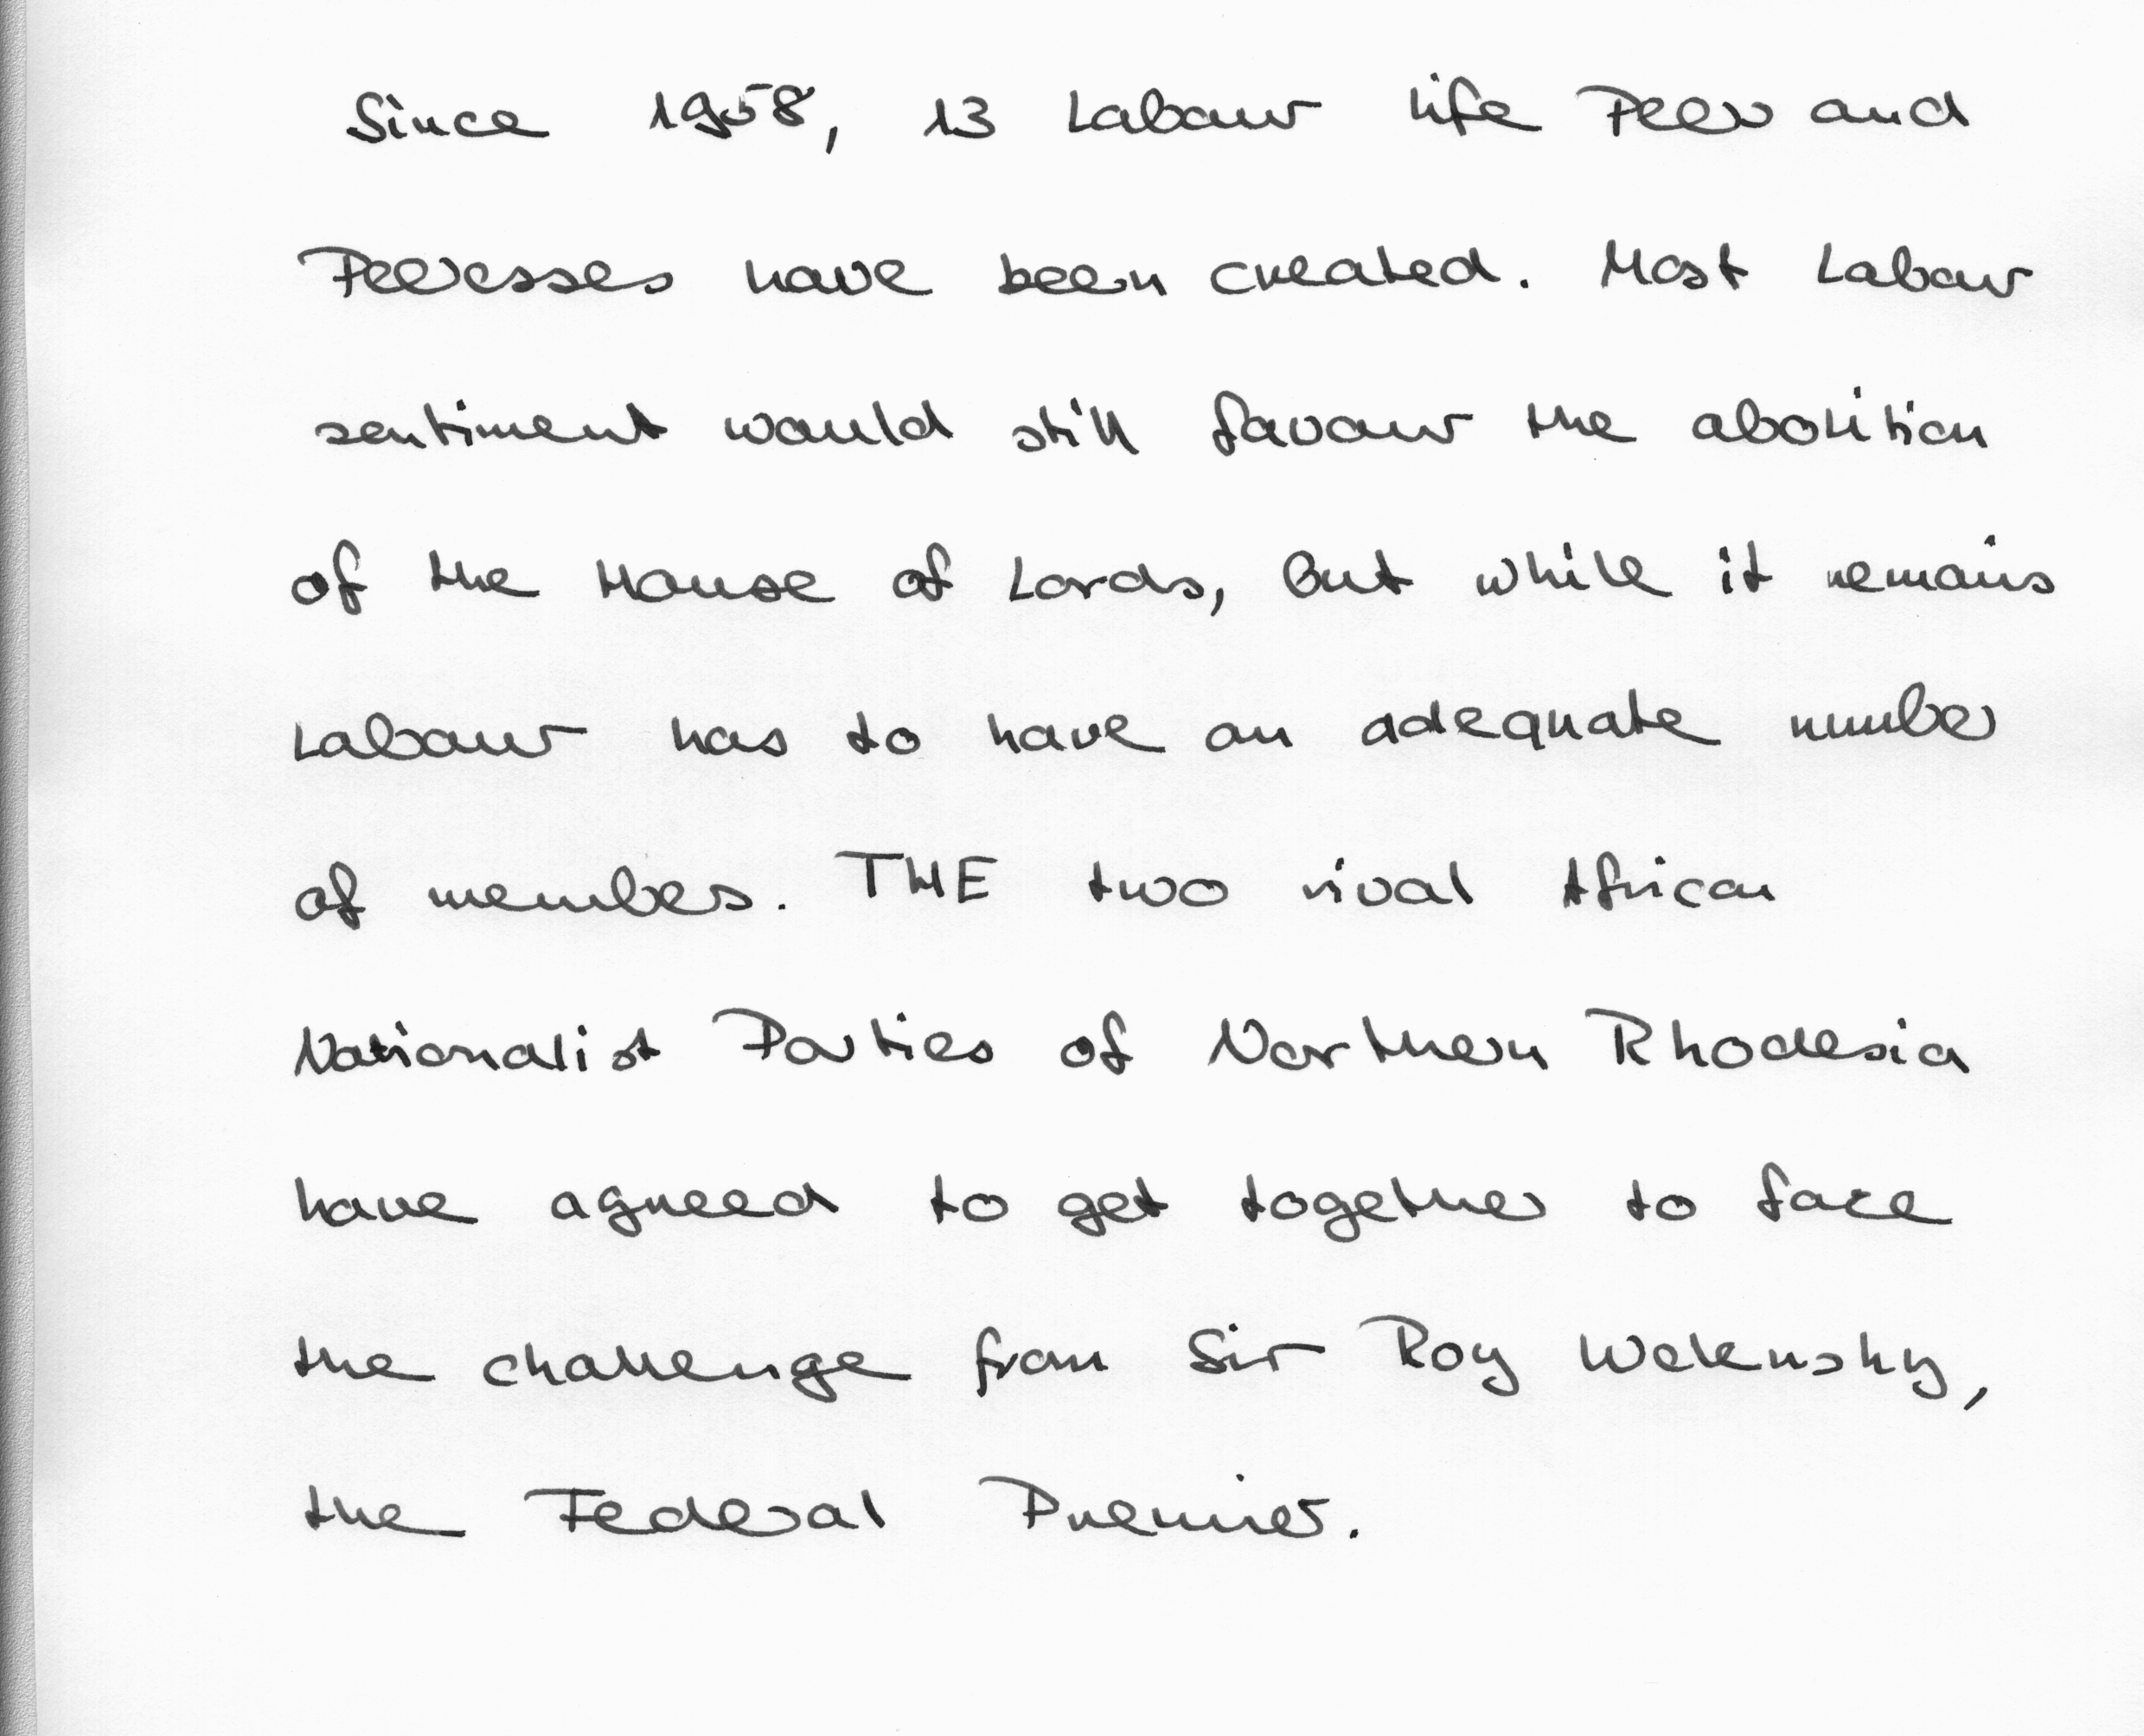 Since 1958, 13 Labour life Peers and
Peeresses have been created. Most Labour
sentiment would still favour the abolition
of the House of Lords, but while it remains
Labour has to have an adequate number
of members. THE two rival African
Nationalist Parties of Northern Rhodesia
have agreed to get together to face
the challenge from Sir Roy Welensky,
the Federal Premier.